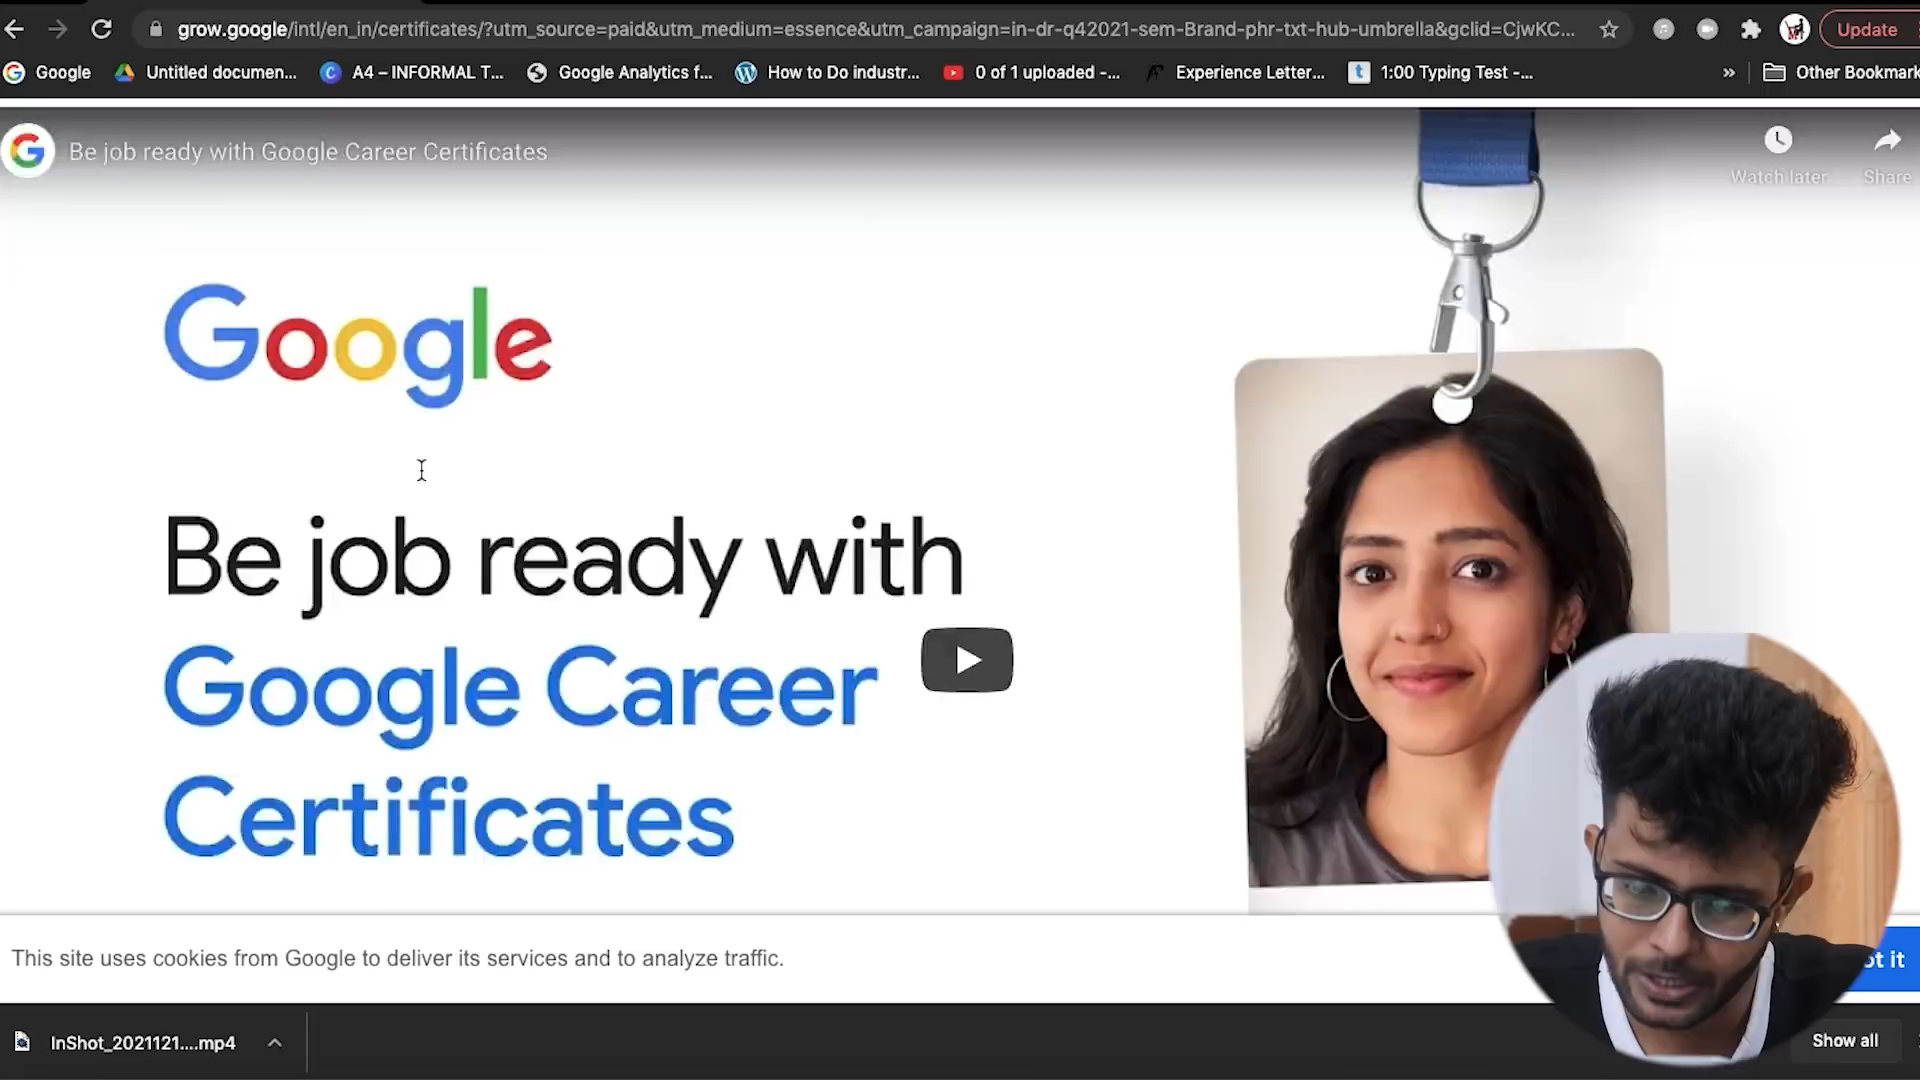 grow.google/intl/en_in/certificates/?utm_source=paid&utm_medium=essence&utm_campaign=in-dr-q42021-sem-Brand-phr-txt-hub-umbrella&gclid=CjwKC...
Update
Google
Untitled documen...
A4 – INFORMAL T...
Google Analytics f...
How to Do industr...
0 of 1 uploaded -...
Experience Letter...
1:00 Typing Test -...
»
Other Bookmark
Be job ready with Google Career Certificates
Watch later
Share
Google
Be job ready with
Google Career
Certificates
This site uses cookies from Google to deliver its services and to analyze traffic.
ot it
InShot_2021121....mp4
Show all